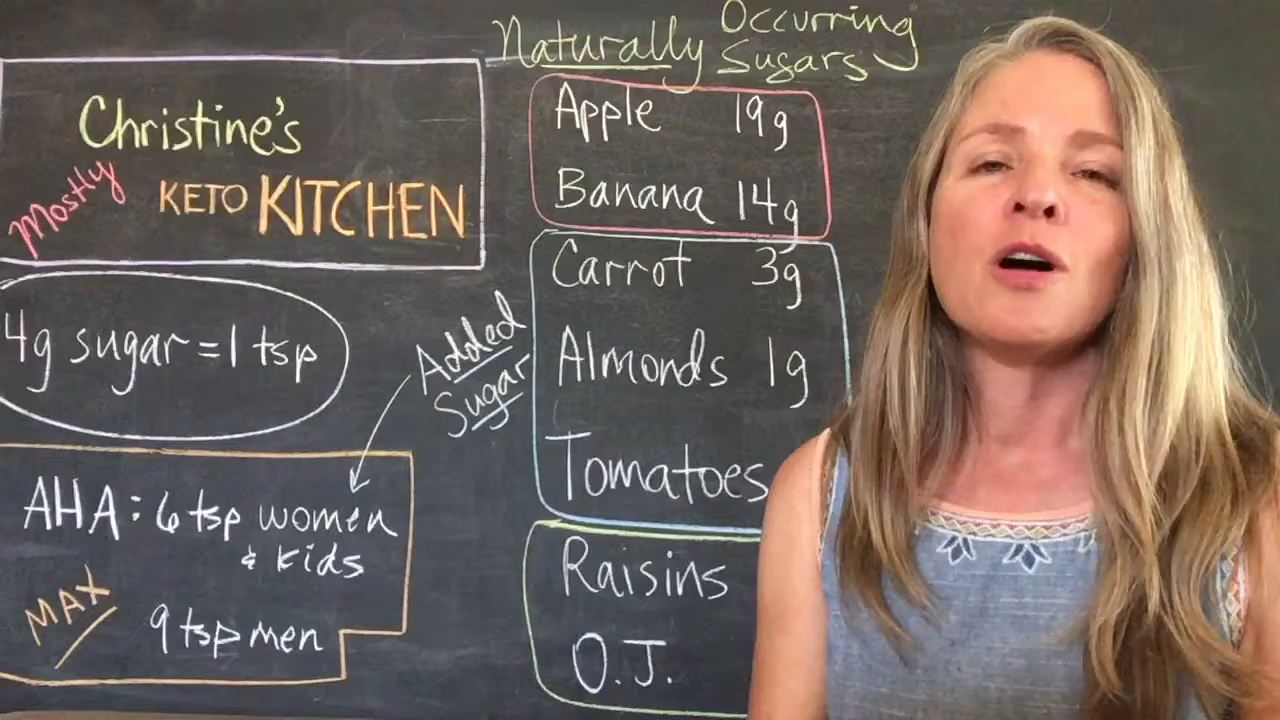 Christine's
Mostly KETO KITCHEN
4g sugar = 1 tsp
Added
Sugar
AHA: 6 tsp women
& kids
MAX 9 tsp men
Naturally Occurring
Sugars
Apple 19g
Banana 14g
Carrot 3g
Almonds 1g
Tomatoes
Raisins
O.J.